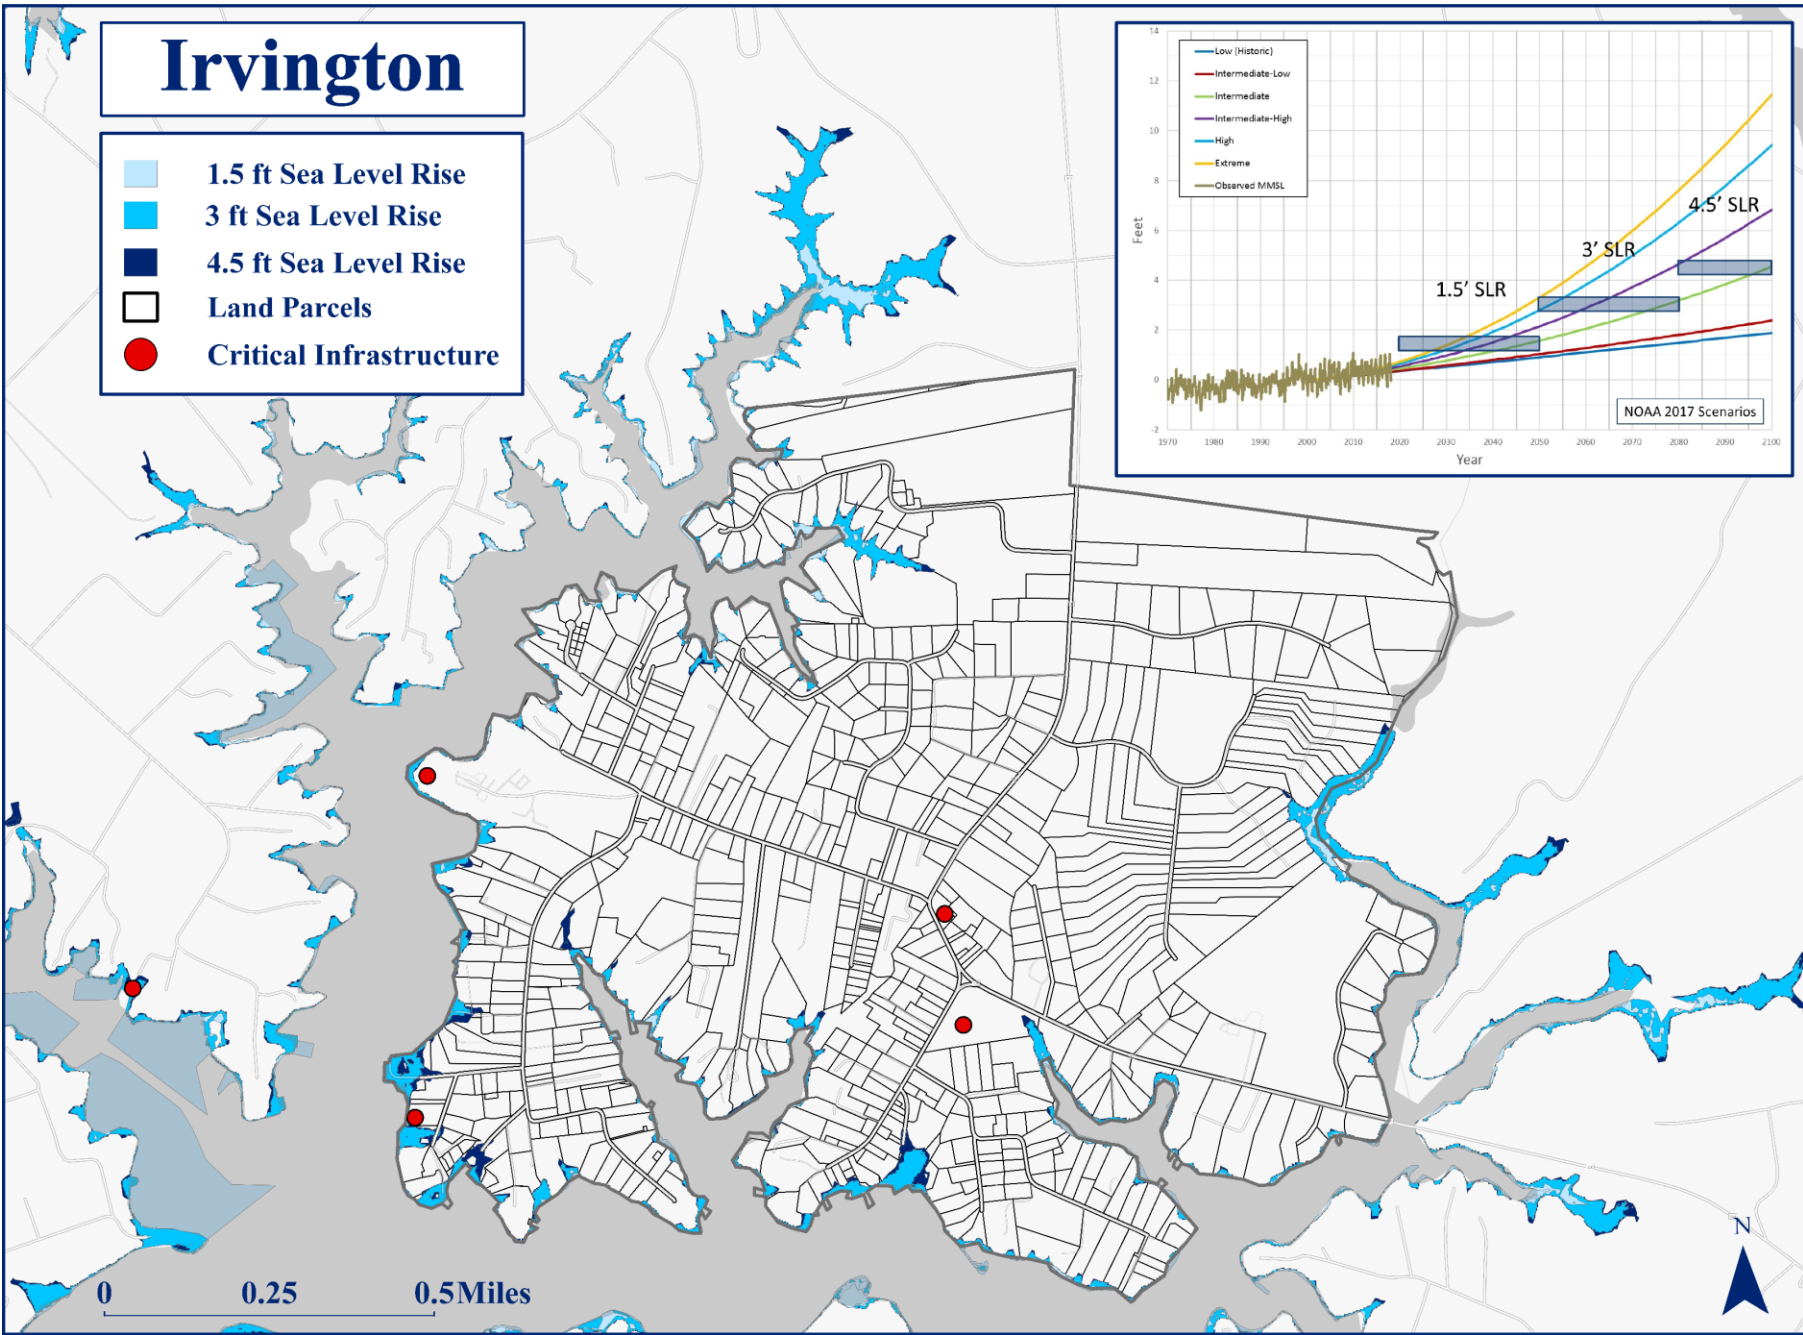 Irvington
1.5 ft Sea Level Rise
3 ft Sea Level Rise
4.5 ft Sea Level Rise
Land Parcels
Critical Infrastructure
14
12
10
8
6
4
2
0
-2
Feet
Low (Historic)
Intermediate-Low
Intermediate
Intermediate-High
High
Extreme
Observed MMSL
1.5' SLR
3' SLR
4.5' SLR
NOAA 2017 Scenarios
1970 1980 1990 2000 2010 2020 2030 2040 2050 2060 2070 2080 2090 2100
Year
N
0 0.25 0.5Miles